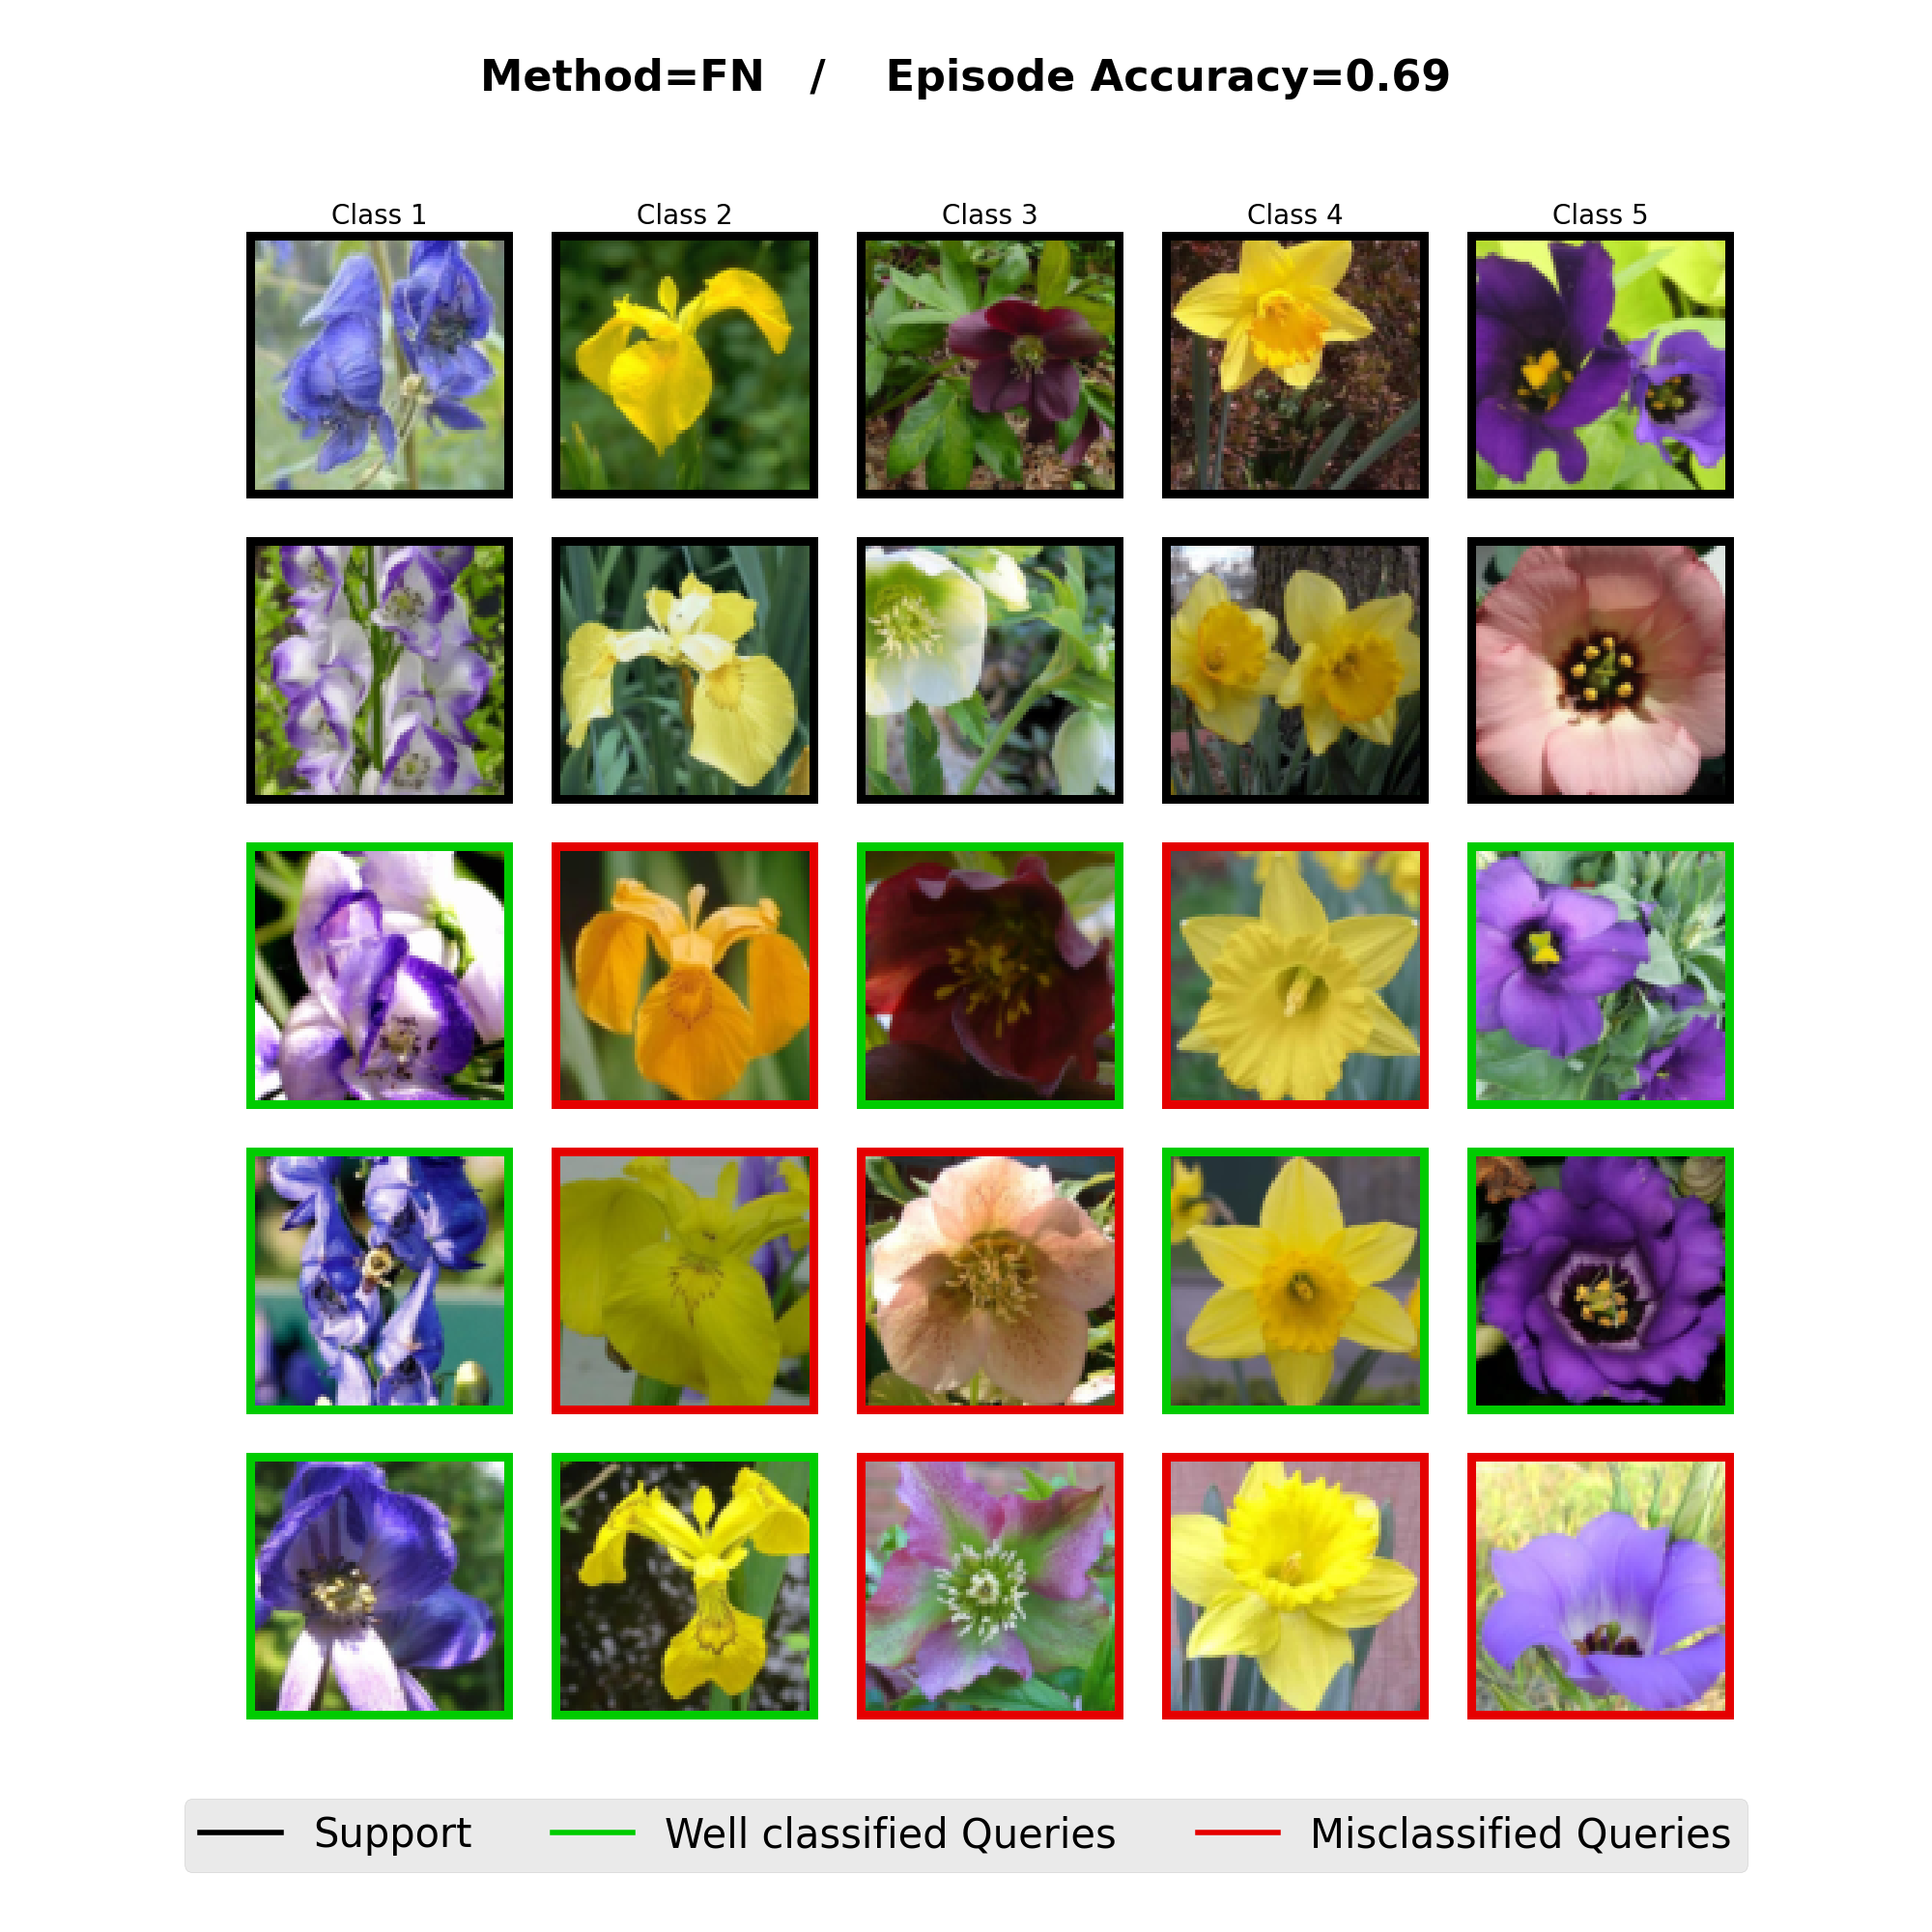 Method=FN / Episode Accuracy=0.69
Class 1 Class 2 Class 3 Class 4 Class 5
Support Well classified Queries Misclassified Queries